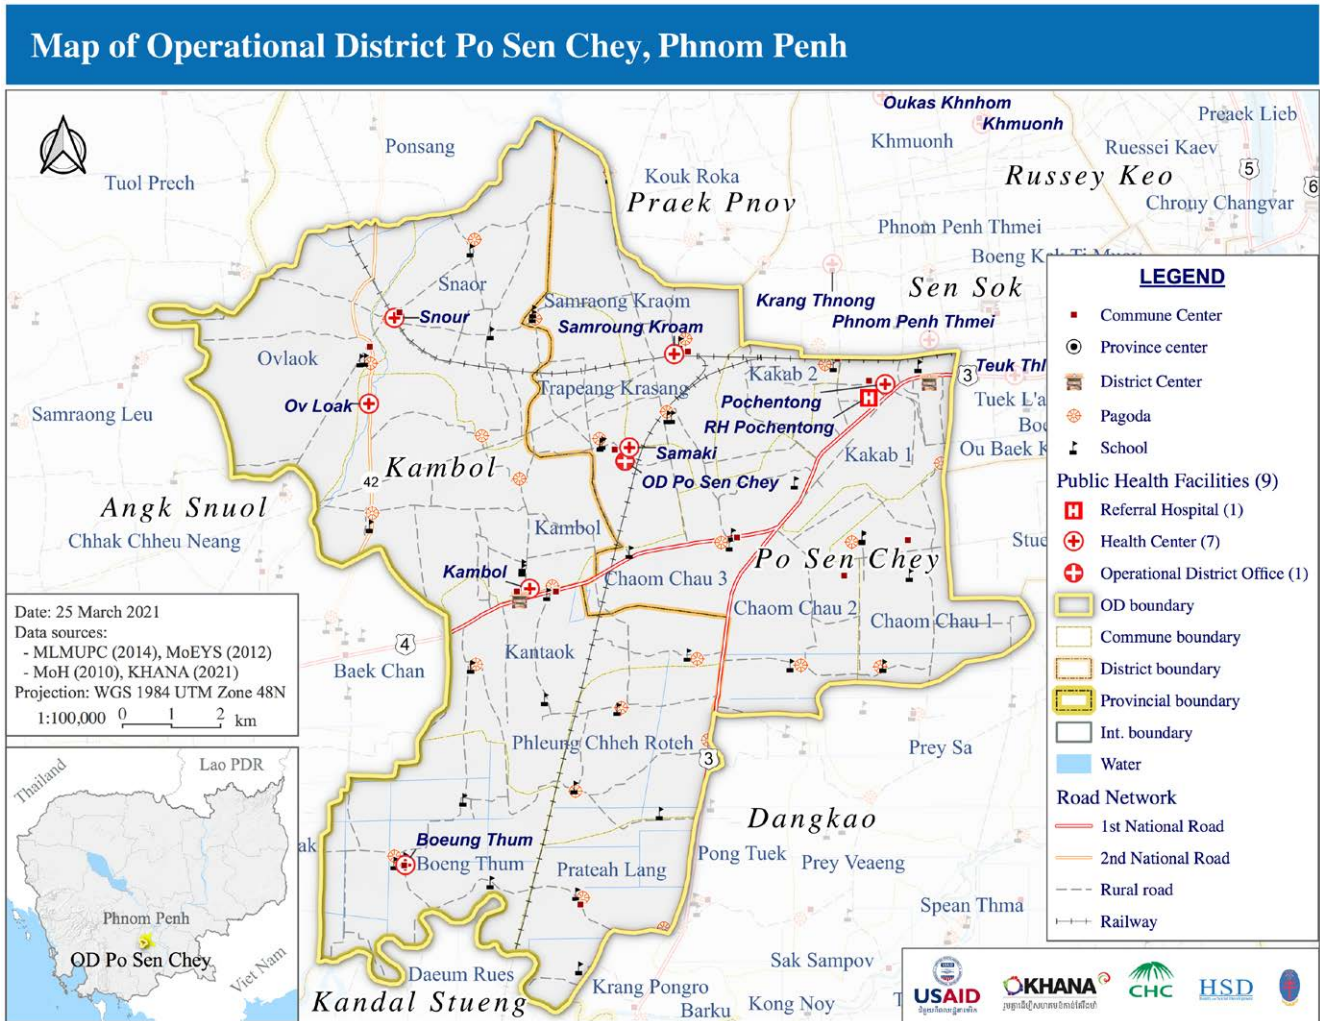 Map of Operational District Po Sen Chey, Phnom Penh
Oukas Khnhom
Khmuonh
Preaek Lieb
Ponsang
Khmuonh
Ruessei Kaev
5
Tuol Prech
Kouk Roka
Russey Keo
6
Praek Pnov
Chrouy Changvar
Phnom Penh Thmei
Snaor
Krang Thnong
Sen Sok
Samraong Kraom
Snour
Samroung Kroam
Phnom Penh Thmei
Ovlaok
Kakab 2
3
Teuk Thl
Trapeang Krasang
Pochentong
Tuek L'a
Samraong Leu
Ov Loak
RH Pochentong
Samaki
Kakab 1
Ou Baek K
Kambol
42
OD Po Sen Chey
Angk Snuol
Chhak Chheu Neang
Kambol
Stue
Po Sen Chey
Kambol
Chaom Chau 3
Chaom Chau 2
Chaom Chau 1
4
Baek Chan
Kantaok
Phleung Chheh Roteh
3
Prey Sa
Dangkao
Boeung Thum
Boeng Thum
Prateah Lang
Pong Tuek
Prey Veaeng
Spean Thma
Daeum Rues
Sak Sampov
Kandal Stueng
Krang Pongro
Barku
Kong Noy
LEGEND
Commune Center
Province center
District Center
Pagoda
School
Public Health Facilities (9)
H Referral Hospital (1)
Health Center (7)
Operational District Office (1)
OD boundary
Commune boundary
District boundary
Provincial boundary
Int. boundary
Water
Road Network
1st National Road
2nd National Road
Rural road
Railway
Date: 25 March 2021
Data sources:
- MLMUPC (2014), MoEYS (2012)
- MoH (2010), KHANA (2021)
Projection: WGS 1984 UTM Zone 48N
1:100,000 0 1 2 km
Thailand
Lao PDR
Phnom Penh
OD Po Sen Chey
Viet Nam
USAID
KHANA
CHC
HSD